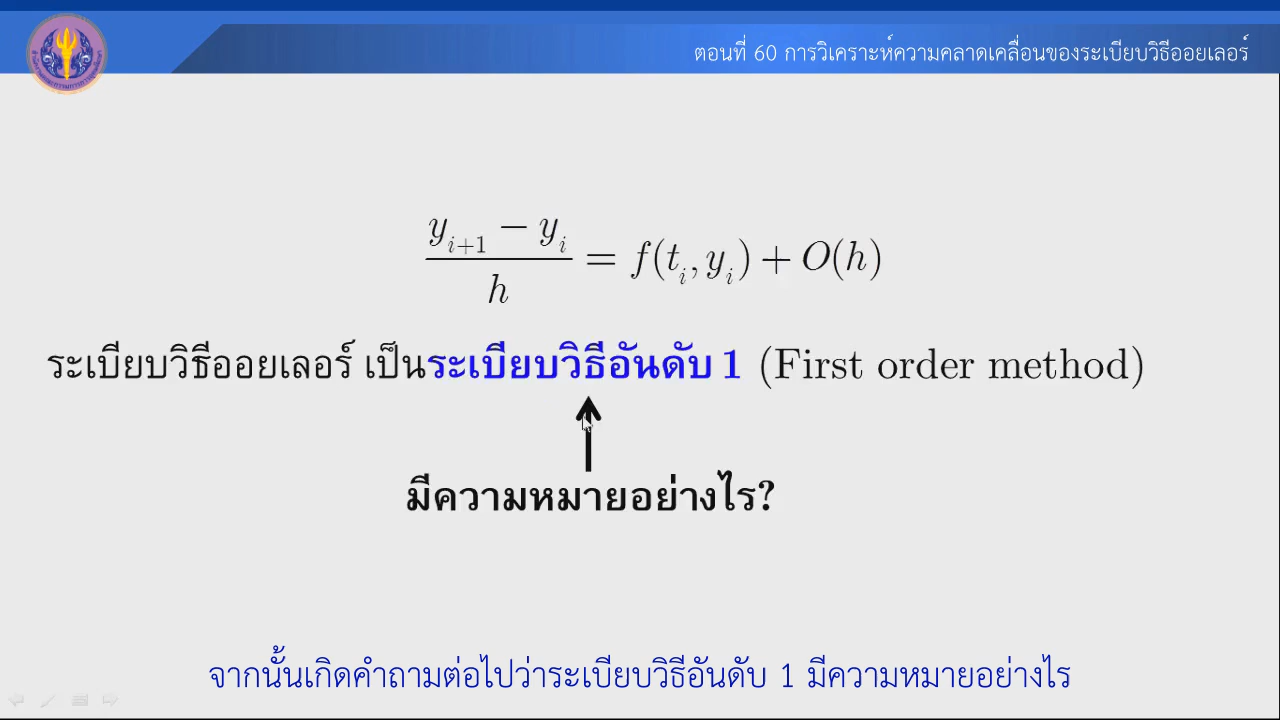 ตอนที่ 60 การวิเคราะห์ความคลาดเคลื่อนของระเบียบวิธีออยเลอร์
\frac{y_{i+1} - y_i}{h} = f(t_i, y_i) + O(h)
ระเบียบวิธีออยเลอร์ เป็นระเบียบวิธีอันดับ 1 (First order method)
มีความหมายอย่างไร?
จากนั้นเกิดคำถามต่อไปว่าระเบียบวิธีอันดับ 1 มีความหมายอย่างไร